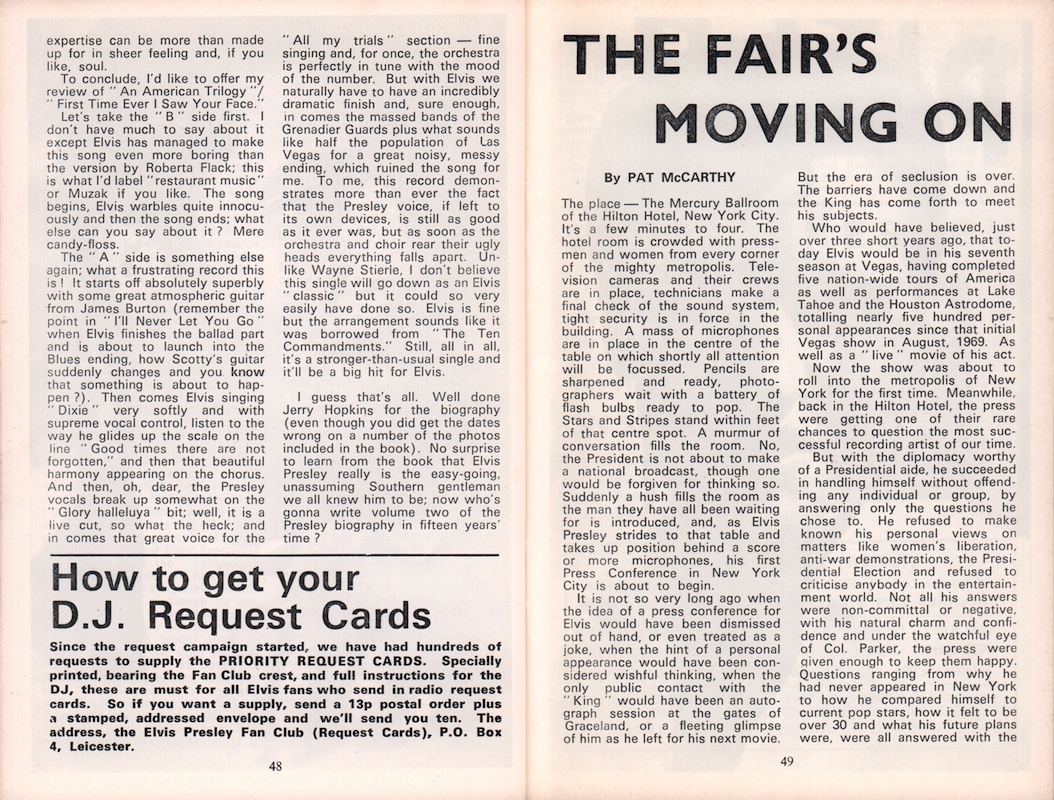 expertise can be more than made
up for in sheer feeling and, if you
like, soul.
To conclude, I'd like to offer my
review of " An American Trilogy "/
" First Time Ever I Saw Your Face."
Let's take the " B " side first. I
don't have much to say about it
except Elvis has managed to make
this song even more boring than
the version by Roberta Flack; this
is what I'd label " restaurant music "
or Muzak if you like. The song
begins, Elvis warbles quite innocu-
ously and then the song ends; what
else can you say about it ? Mere
candy-floss.
The " A " side is something else
again; what a frustrating record this
is ! It starts off absolutely superbly
with some great atmospheric guitar
from James Burton (remember the
point in " I'll Never Let You Go "
when Elvis finishes the ballad part
and is about to launch into the
Blues ending, how Scotty's guitar
suddenly changes and you know
that something is about to hap-
pen ?). Then comes Elvis singing
" Dixie " very softly and with
supreme vocal control, listen to the
way he glides up the scale on the
line " Good times there are not
forgotten," and then that beautiful
harmony appearing on the chorus.
And then, oh, dear, the Presley
vocals break up somewhat on the
" Glory halleluya " bit; well, it is a
live cut, so what the heck; and
in comes that great voice for the
" All my trials " section — fine
singing and, for once, the orchestra
is perfectly in tune with the mood
of the number. But with Elvis we
naturally have to have an incredibly
dramatic finish and, sure enough,
in comes the massed bands of the
Grenadier Guards plus what sounds
like half the population of Las
Vegas for a great noisy, messy
ending, which ruined the song for
me. To me, this record demon-
strates more than ever the fact
that the Presley voice, if left to
its own devices, is still as good
as it ever was, but as soon as the
orchestra and choir rear their ugly
heads everything falls apart. Un-
like Wayne Stierle, I don't believe
this single will go down as an Elvis
" classic " but it could so very
easily have done so. Elvis is fine
but the arrangement sounds like it
was borrowed from " The Ten
Commandments." Still, all in all,
it's a stronger-than-usual single and
it'll be a big hit for Elvis.
I guess that's all. Well done
Jerry Hopkins for the biography
(even though you did get the dates
wrong on a number of the photos
included in the book). No surprise
to learn from the book that Elvis
Presley really is the easy-going,
unassuming Southern gentleman
we all knew him to be; now who's
gonna write volume two of the
Presley biography in fifteen years'
time ?
How to get your
D.J. Request Cards
Since the request campaign started, we have had hundreds of
requests to supply the PRIORITY REQUEST CARDS. Specially
printed, bearing the Fan Club crest, and full instructions for the
DJ, these are must for all Elvis fans who send in radio request
cards. So if you want a supply, send a 13p postal order plus
a stamped, addressed envelope and we'll send you ten. The
address, the Elvis Presley Fan Club (Request Cards), P.O. Box
4, Leicester.
48
THE FAIR'S
MOVING ON
By PAT McCARTHY
The place — The Mercury Ballroom
of the Hilton Hotel, New York City.
It's a few minutes to four. The
hotel room is crowded with press-
men and women from every corner
of the mighty metropolis. Tele-
vision cameras and their crews
are in place, technicians make a
final check of the sound system,
tight security is in force in the
building. A mass of microphones
are in place in the centre of the
table on which shortly all attention
will be focussed. Pencils are
sharpened and ready, photo-
graphers wait with a battery of
flash bulbs ready to pop. The
Stars and Stripes stand within feet
of that centre spot. A murmur of
conversation fills the room. No,
the President is not about to make
a national broadcast, though one
would be forgiven for thinking so.
Suddenly a hush fills the room as
the man they have all been waiting
for is introduced, and, as Elvis
Presley strides to that table and
takes up position behind a score
or more microphones, his first
Press Conference in New York
City is about to begin.
It is not so very long ago when
the idea of a press conference for
Elvis would have been dismissed
out of hand, or even treated as a
joke, when the hint of a personal
appearance would have been con-
sidered wishful thinking, when the
only public contact with the
" King " would have been an auto-
graph session at the gates of
Graceland, or a fleeting glimpse
of him as he left for his next movie.
But the era of seclusion is over.
The barriers have come down and
the King has come forth to meet
his subjects.
Who would have believed, just
over three short years ago, that to-
day Elvis would be in his seventh
season at Vegas, having completed
five nation-wide tours of America
as well as performances at Lake
Tahoe and the Houston Astrodome,
totalling nearly five hundred per-
sonal appearances since that initial
Vegas show in August, 1969. As
well as a " live " movie of his act.
Now the show was about to
roll into the metropolis of New
York for the first time. Meanwhile,
back in the Hilton Hotel, the press
were getting one of their rare
chances to question the most suc-
cessful recording artist of our time.
But with the diplomacy worthy
of a Presidential aide, he succeeded
in handling himself without offend-
ing any individual or group, by
answering only the questions he
chose to. He refused to make
known his personal views on
matters like women's liberation,
anti-war demonstrations, the Presi-
dential Election and refused to
criticise anybody in the entertain-
ment world. Not all his answers
were non-committal or negative,
with his natural charm and confi-
dence and under the watchful eye
of Col. Parker, the press were
given enough to keep them happy.
Questions ranging from why he
had never appeared in New York
to how he compared himself to
current pop stars, how it felt to be
over 30 and what his future plans
were, were all answered with the
49